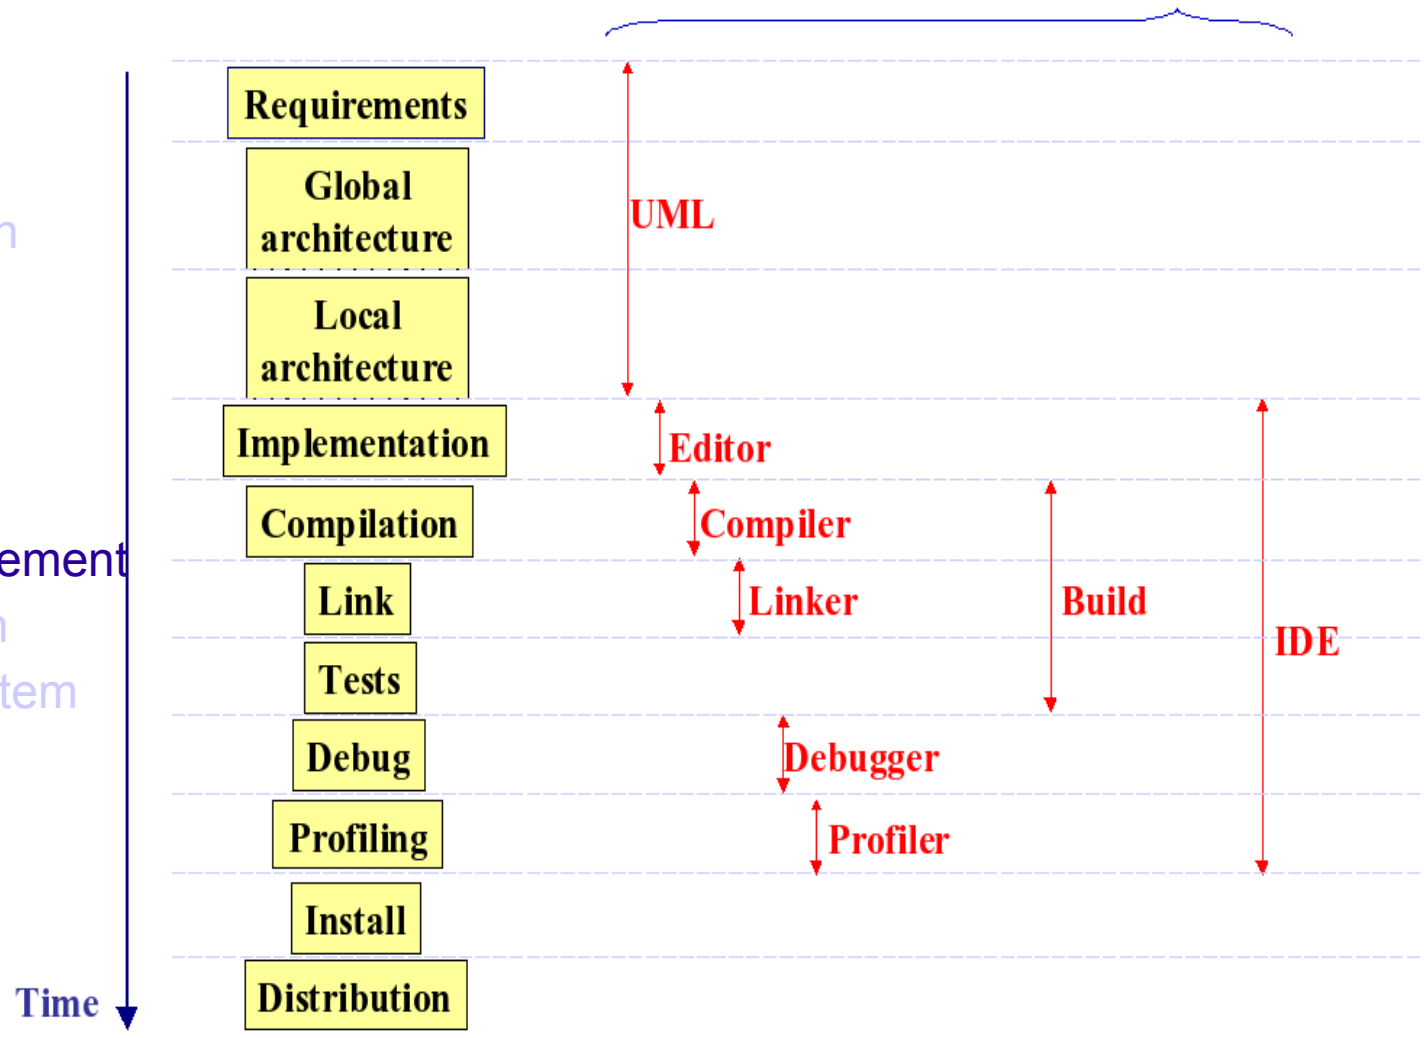 Requirements
Global
architecture
UML
Local
architecture
Implementation
Editor
Compilation
Compiler
ement
Link
Linker
Build
IDE
Tests
tem
Debug
Debugger
Profiling
Profiler
Install
Distribution
Time